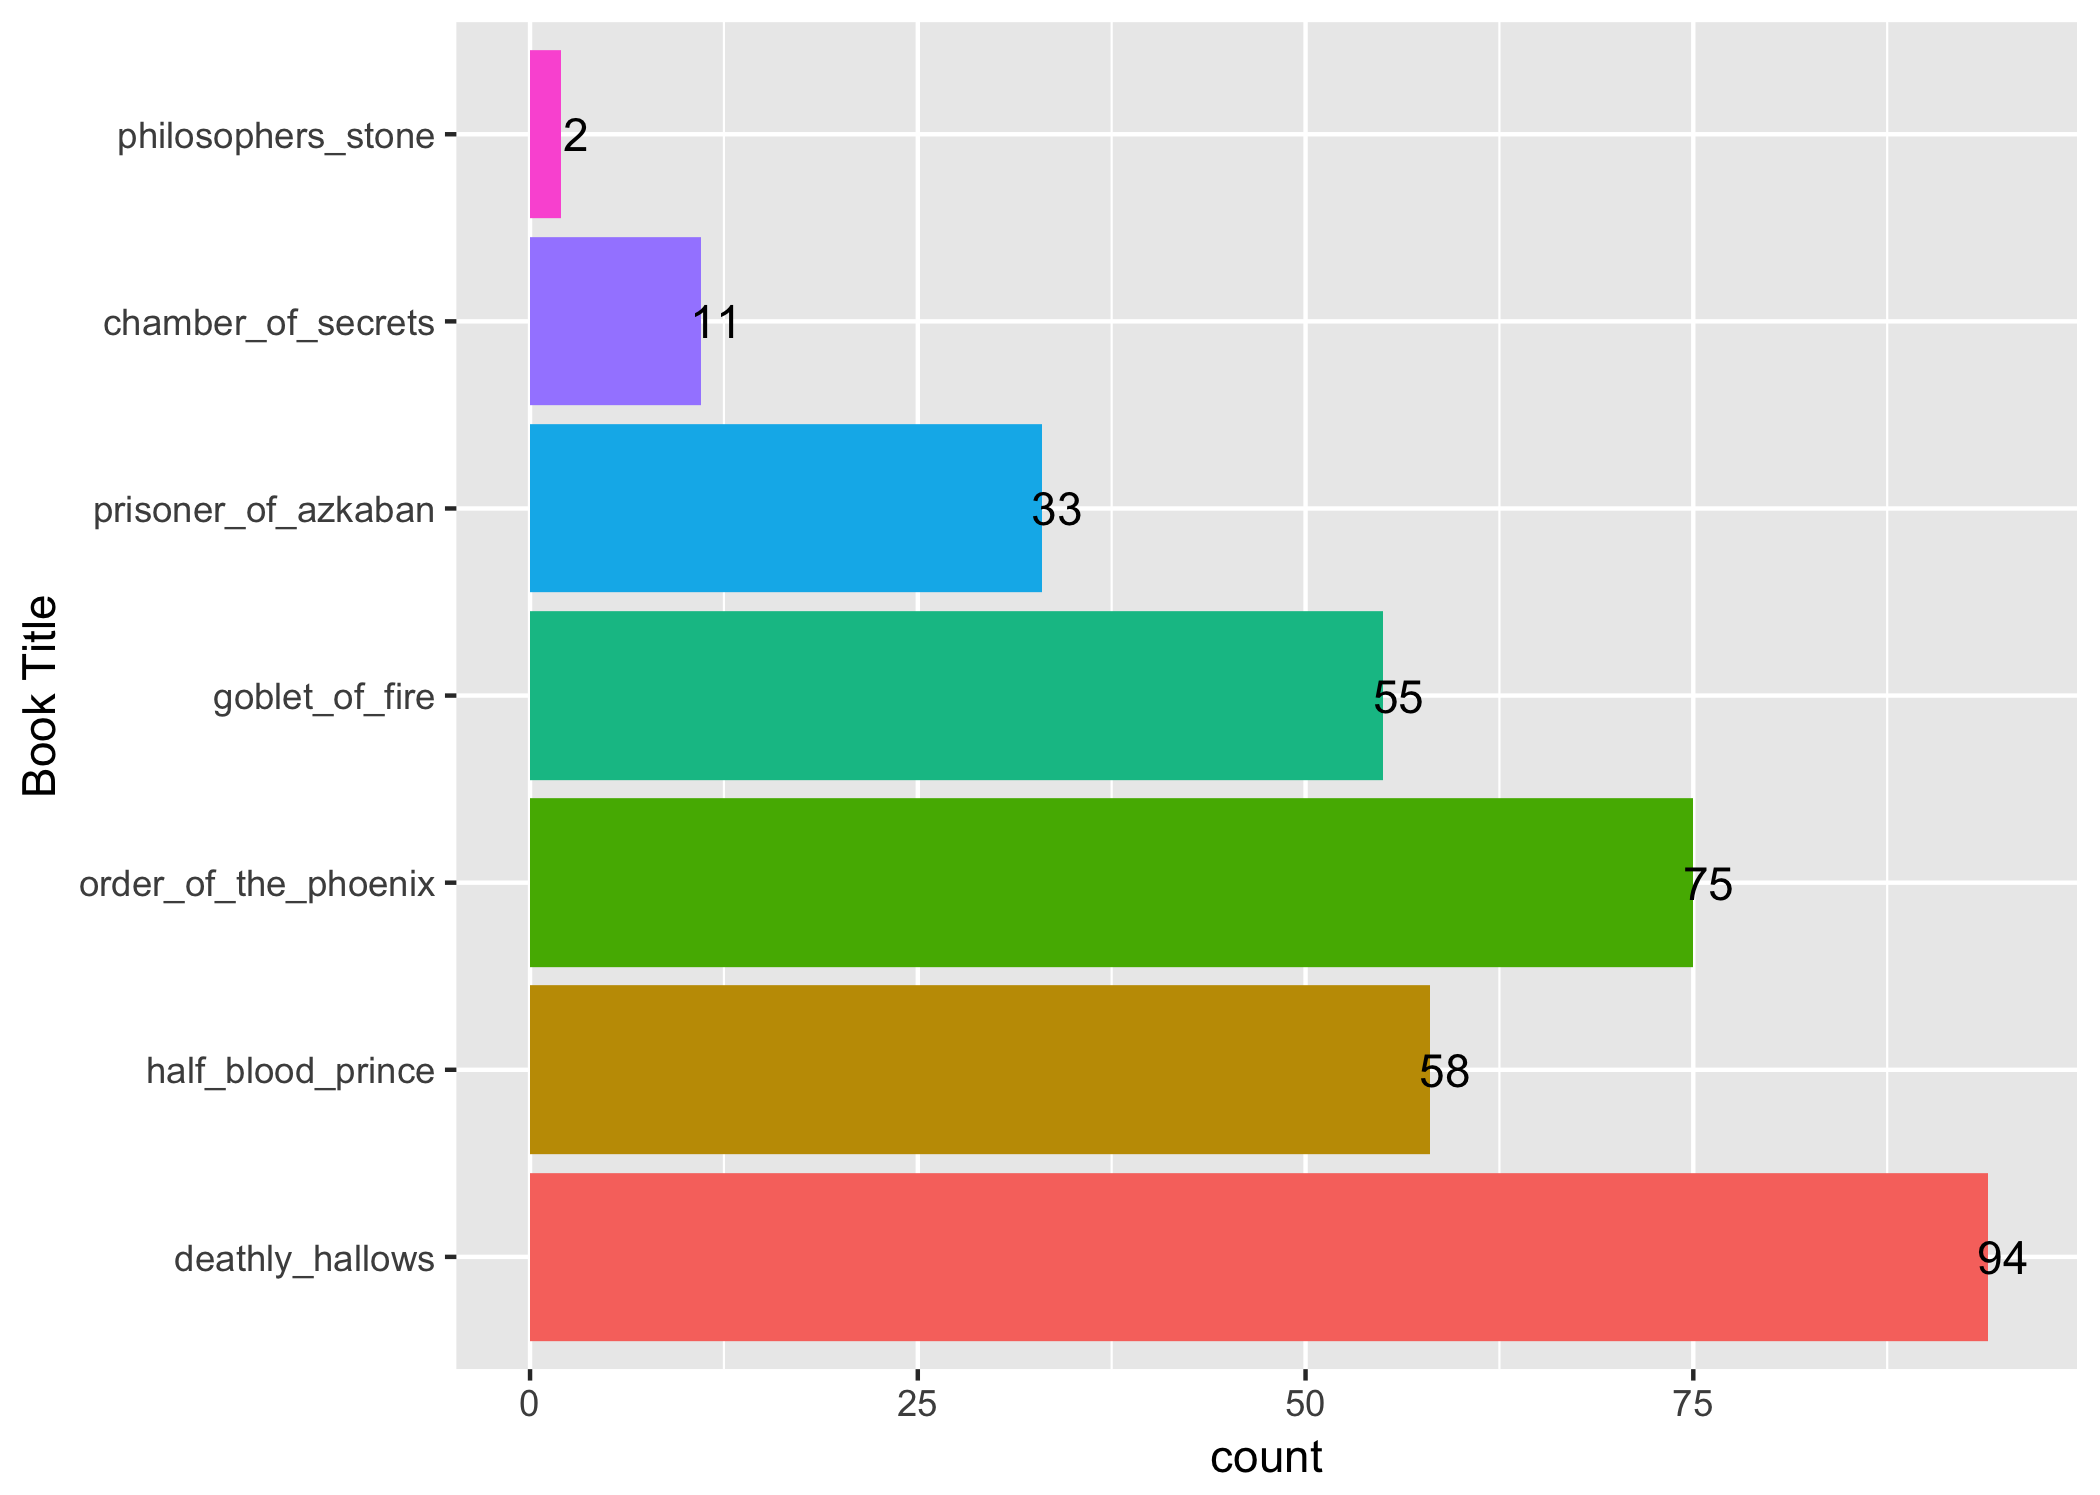 philosophers_stone
2
chamber_of_secrets
11
prisoner_of_azkaban
33
goblet_of_fire
55
order_of_the_phoenix
75
half_blood_prince
58
deathly_hallows
94
Book Title
0 25 50 75
count